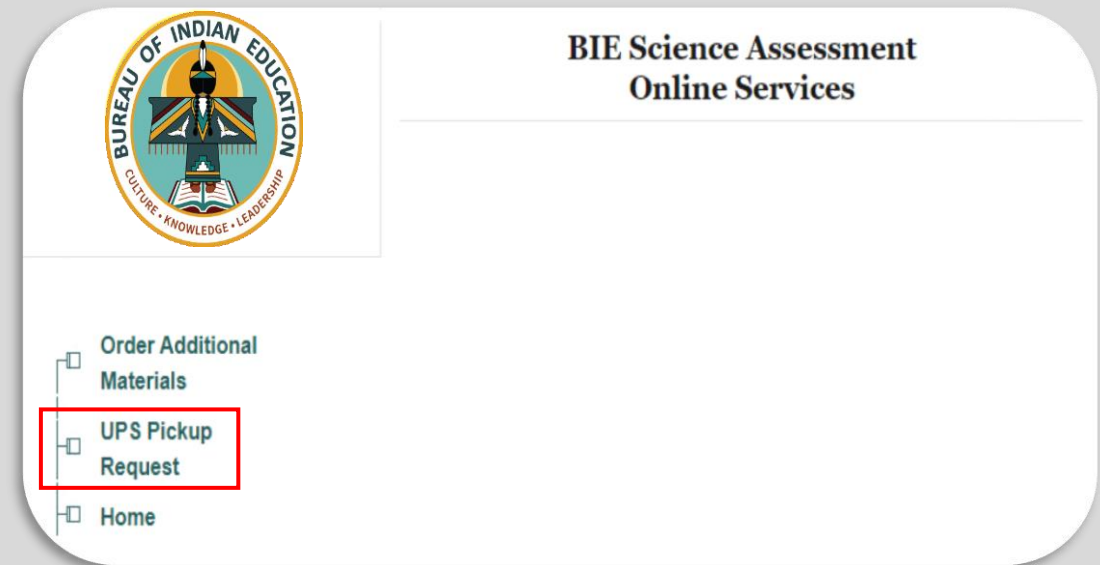 BUREAU OF INDIAN EDUCATION
CULTURE • KNOWLEDGE • LEADERSHIP
BIE Science Assessment
Online Services
Order Additional
Materials
UPS Pickup
Request
Home